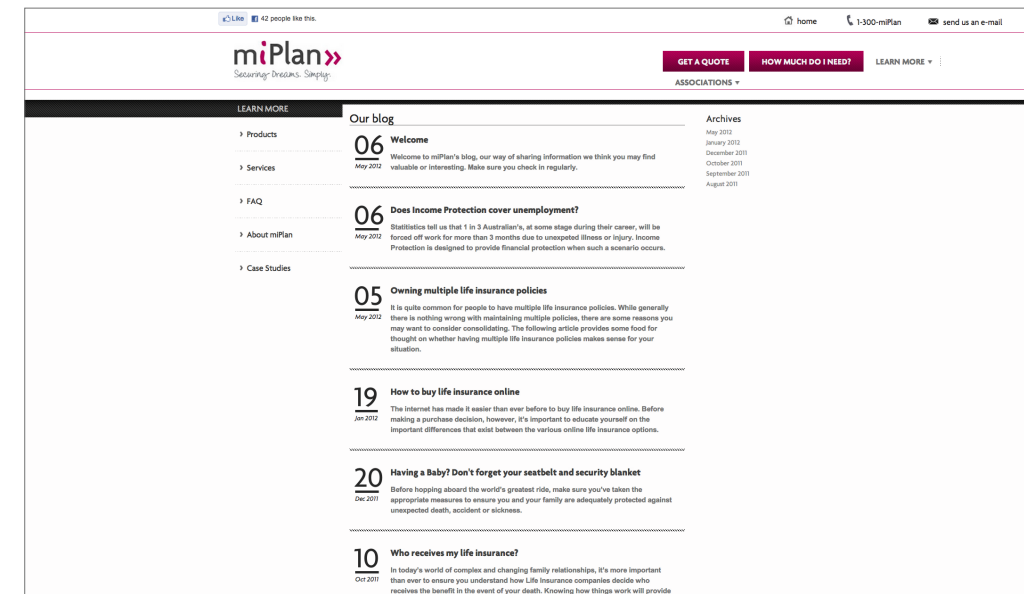 Like
42 people like this.
home
1-300-miPlan
send us an e-mail
miPlan»
Securing Dreams. Simply.
GET A QUOTE
HOW MUCH DO I NEED?
LEARN MORE
ASSOCIATIONS
LEARN MORE
Products
Services
FAQ
About miPlan
Case Studies
Our blog
06
May 2012
Welcome
Welcome to miPlan's blog, our way of sharing information we think you may find
valuable or interesting. Make sure you check in regularly.
06
May 2012
Does Income Protection cover unemployment?
Statitistics tell us that 1 in 3 Australian's, at some stage during their career, will be
forced off work for more than 3 months due to unexpeted illness or injury. Income
Protection is designed to provide financial protection when such a scenario occurs.
05
May 2012
Owning multiple life insurance policies
It is quite common for people to have multiple life insurance policies. While generally
there is nothing wrong with maintaining multiple policies, there are some reasons you
may want to consider consolidating. The following article provides some food for
thought on whether having multiple life insurance policies makes sense for your
situation.
19
Jan 2012
How to buy life insurance online
The internet has made it easier than ever before to buy life insurance online. Before
making a purchase decision, however, it's important to educate yourself on the
important differences that exist between the various online life insurance options.
20
Dec 2011
Having a Baby? Don't forget your seatbelt and security blanket
Before hopping aboard the world's greatest ride, make sure you've taken the
appropriate measures to ensure you and your family are adequately protected against
unexpected death, accident or sickness.
10
Oct 2011
Who receives my life insurance?
In today's world of complex and changing family relationships, it's more important
than ever to ensure you understand how Life Insurance companies decide who
receives the benefit in the event of your death. Knowing how things work will provide
Archives
May 2012
January 2012
December 2011
October 2011
September 2011
August 2011